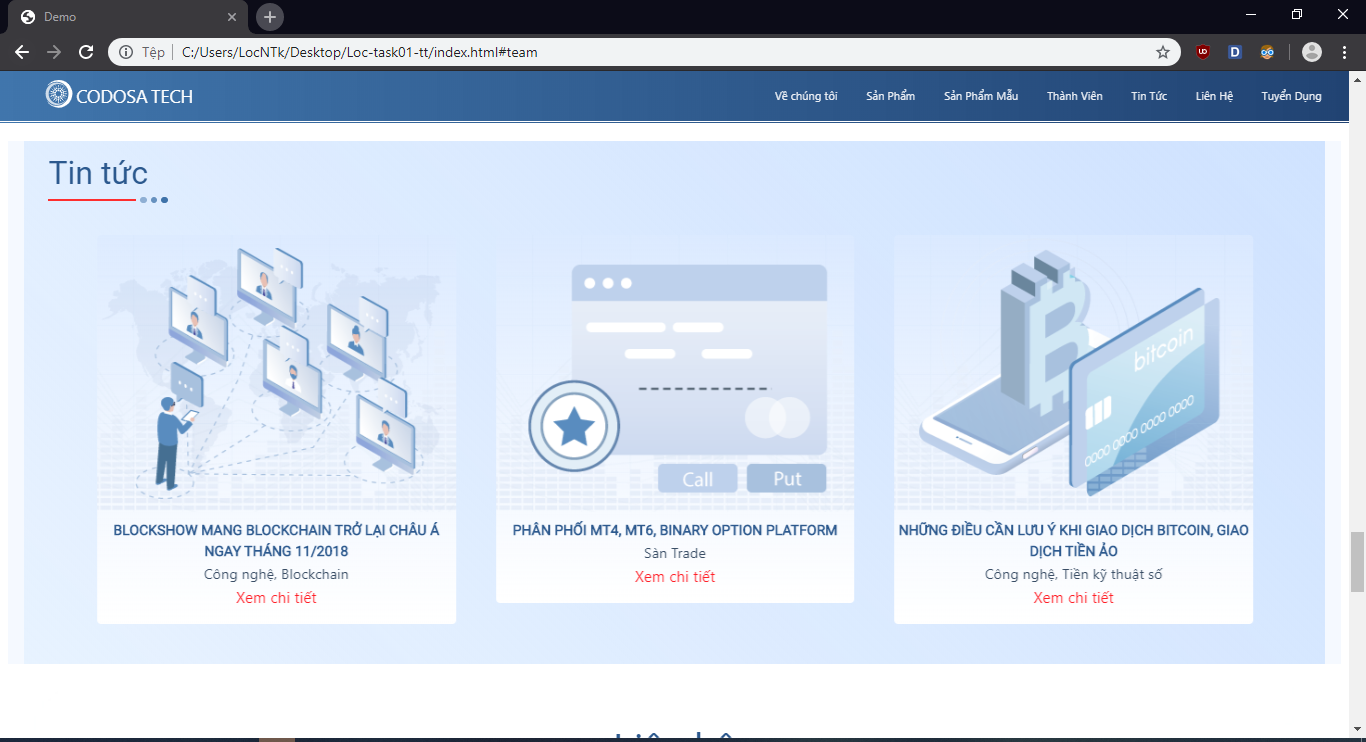 Demo
Tệp
C:/Users/LocNTk/Desktop/Loc-task01-tt/index.html#team
CODOSA TECH
Về chúng tôi
Sản Phẩm
Sản Phẩm Mẫu
Thành Viên
Tin Tức
Liên Hệ
Tuyển Dụng
Tin tức
BLOCKSHOW MANG BLOCKCHAIN TRỞ LẠI CHÂU Á
NGAY THÁNG 11/2018
Công nghệ, Blockchain
Xem chi tiết
Call
Put
PHÂN PHỐI MT4, MT6, BINARY OPTION PLATFORM
Sàn Trade
Xem chi tiết
bitcoin
0000 0000 0000 0000
NHỮNG ĐIỀU CẦN LƯU Ý KHI GIAO DỊCH BITCOIN, GIAO
DỊCH TIỀN ẢO
Công nghệ, Tiền kỹ thuật số
Xem chi tiết